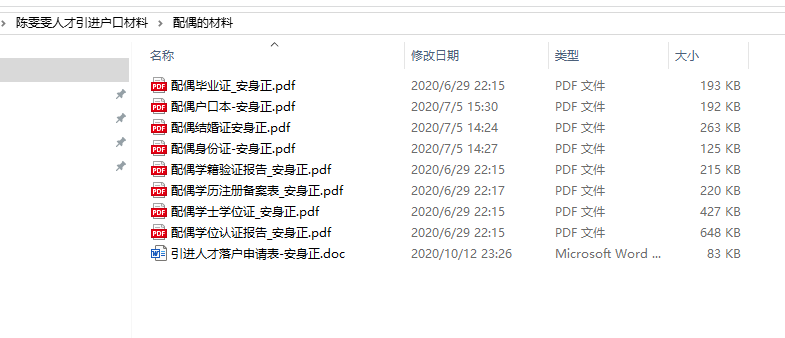 陈雯雯人才引进户口材料 > 配偶的材料
名称 修改日期 类型 大小
配偶毕业证_安身正.pdf 2020/6/29 22:15 PDF 文件 193 KB
配偶户口本-安身正.pdf 2020/7/5 15:30 PDF 文件 192 KB
配偶结婚证安身正.pdf 2020/7/5 14:24 PDF 文件 263 KB
配偶身份证-安身正.pdf 2020/7/5 14:27 PDF 文件 125 KB
配偶学籍验证报告_安身正.pdf 2020/6/29 22:15 PDF 文件 215 KB
配偶学历注册备案表_安身正.pdf 2020/6/29 22:17 PDF 文件 220 KB
配偶学士学位证_安身正.pdf 2020/6/29 22:15 PDF 文件 427 KB
配偶学位认证报告_安身正.pdf 2020/6/29 22:15 PDF 文件 648 KB
引进人才落户申请表-安身正.doc 2020/10/12 23:26 Microsoft Word ... 83 KB